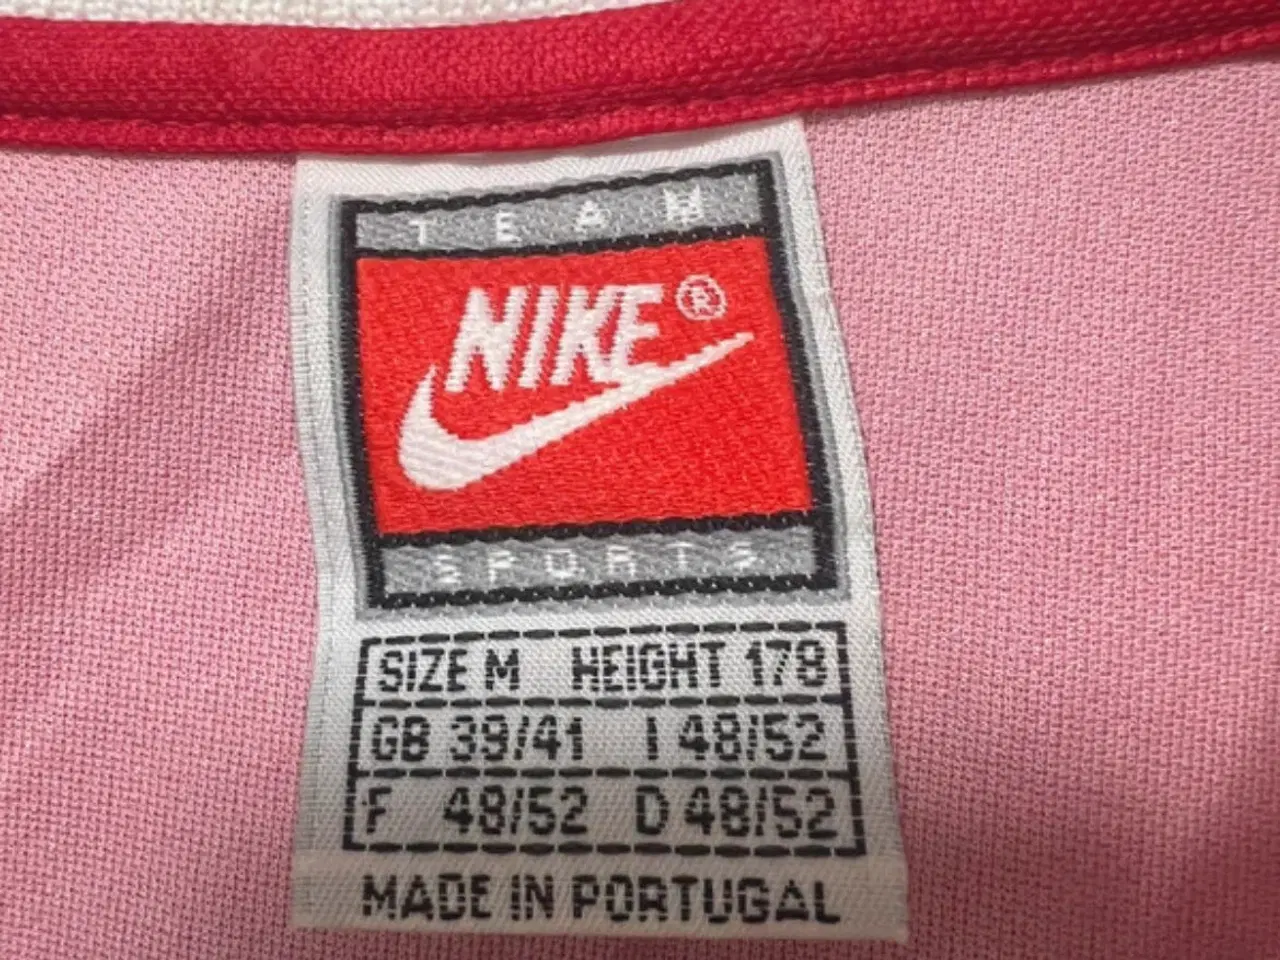 TEAM
NIKE®
SPORTS
SIZE M HEIGHT 178
GB 39/41 I 48/52
F 48/52 D 48/52
MADE IN PORTUGAL